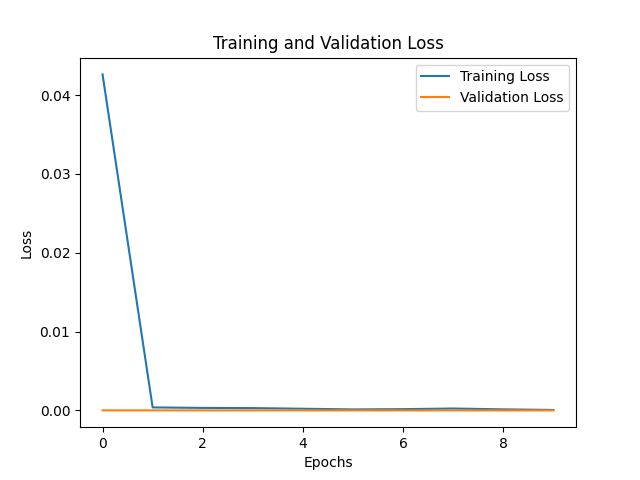 Training and Validation Loss
Training Loss
Validation Loss
0.04
0.03
0.02
0.01
0.00
Loss
0 2 4 6 8
Epochs